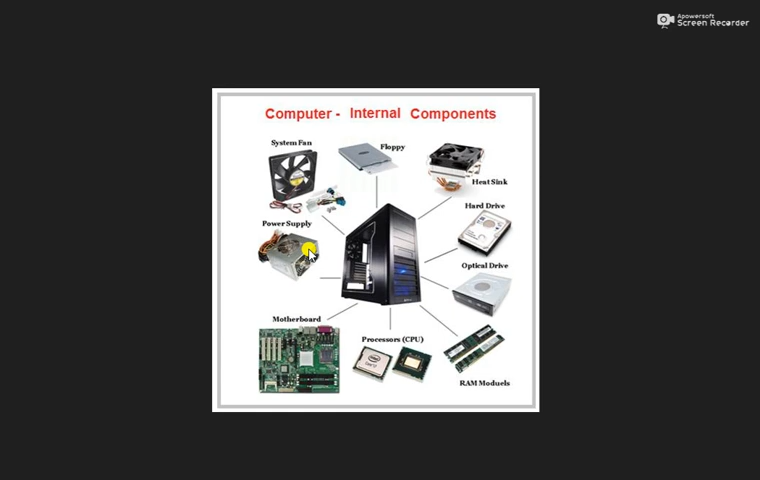 Apowersoft
Screen Recorder
Computer - Internal Components
System Fan
Floppy
Heat Sink
Hard Drive
Power Supply
Optical Drive
Motherboard
Processors (CPU)
RAM Moduels